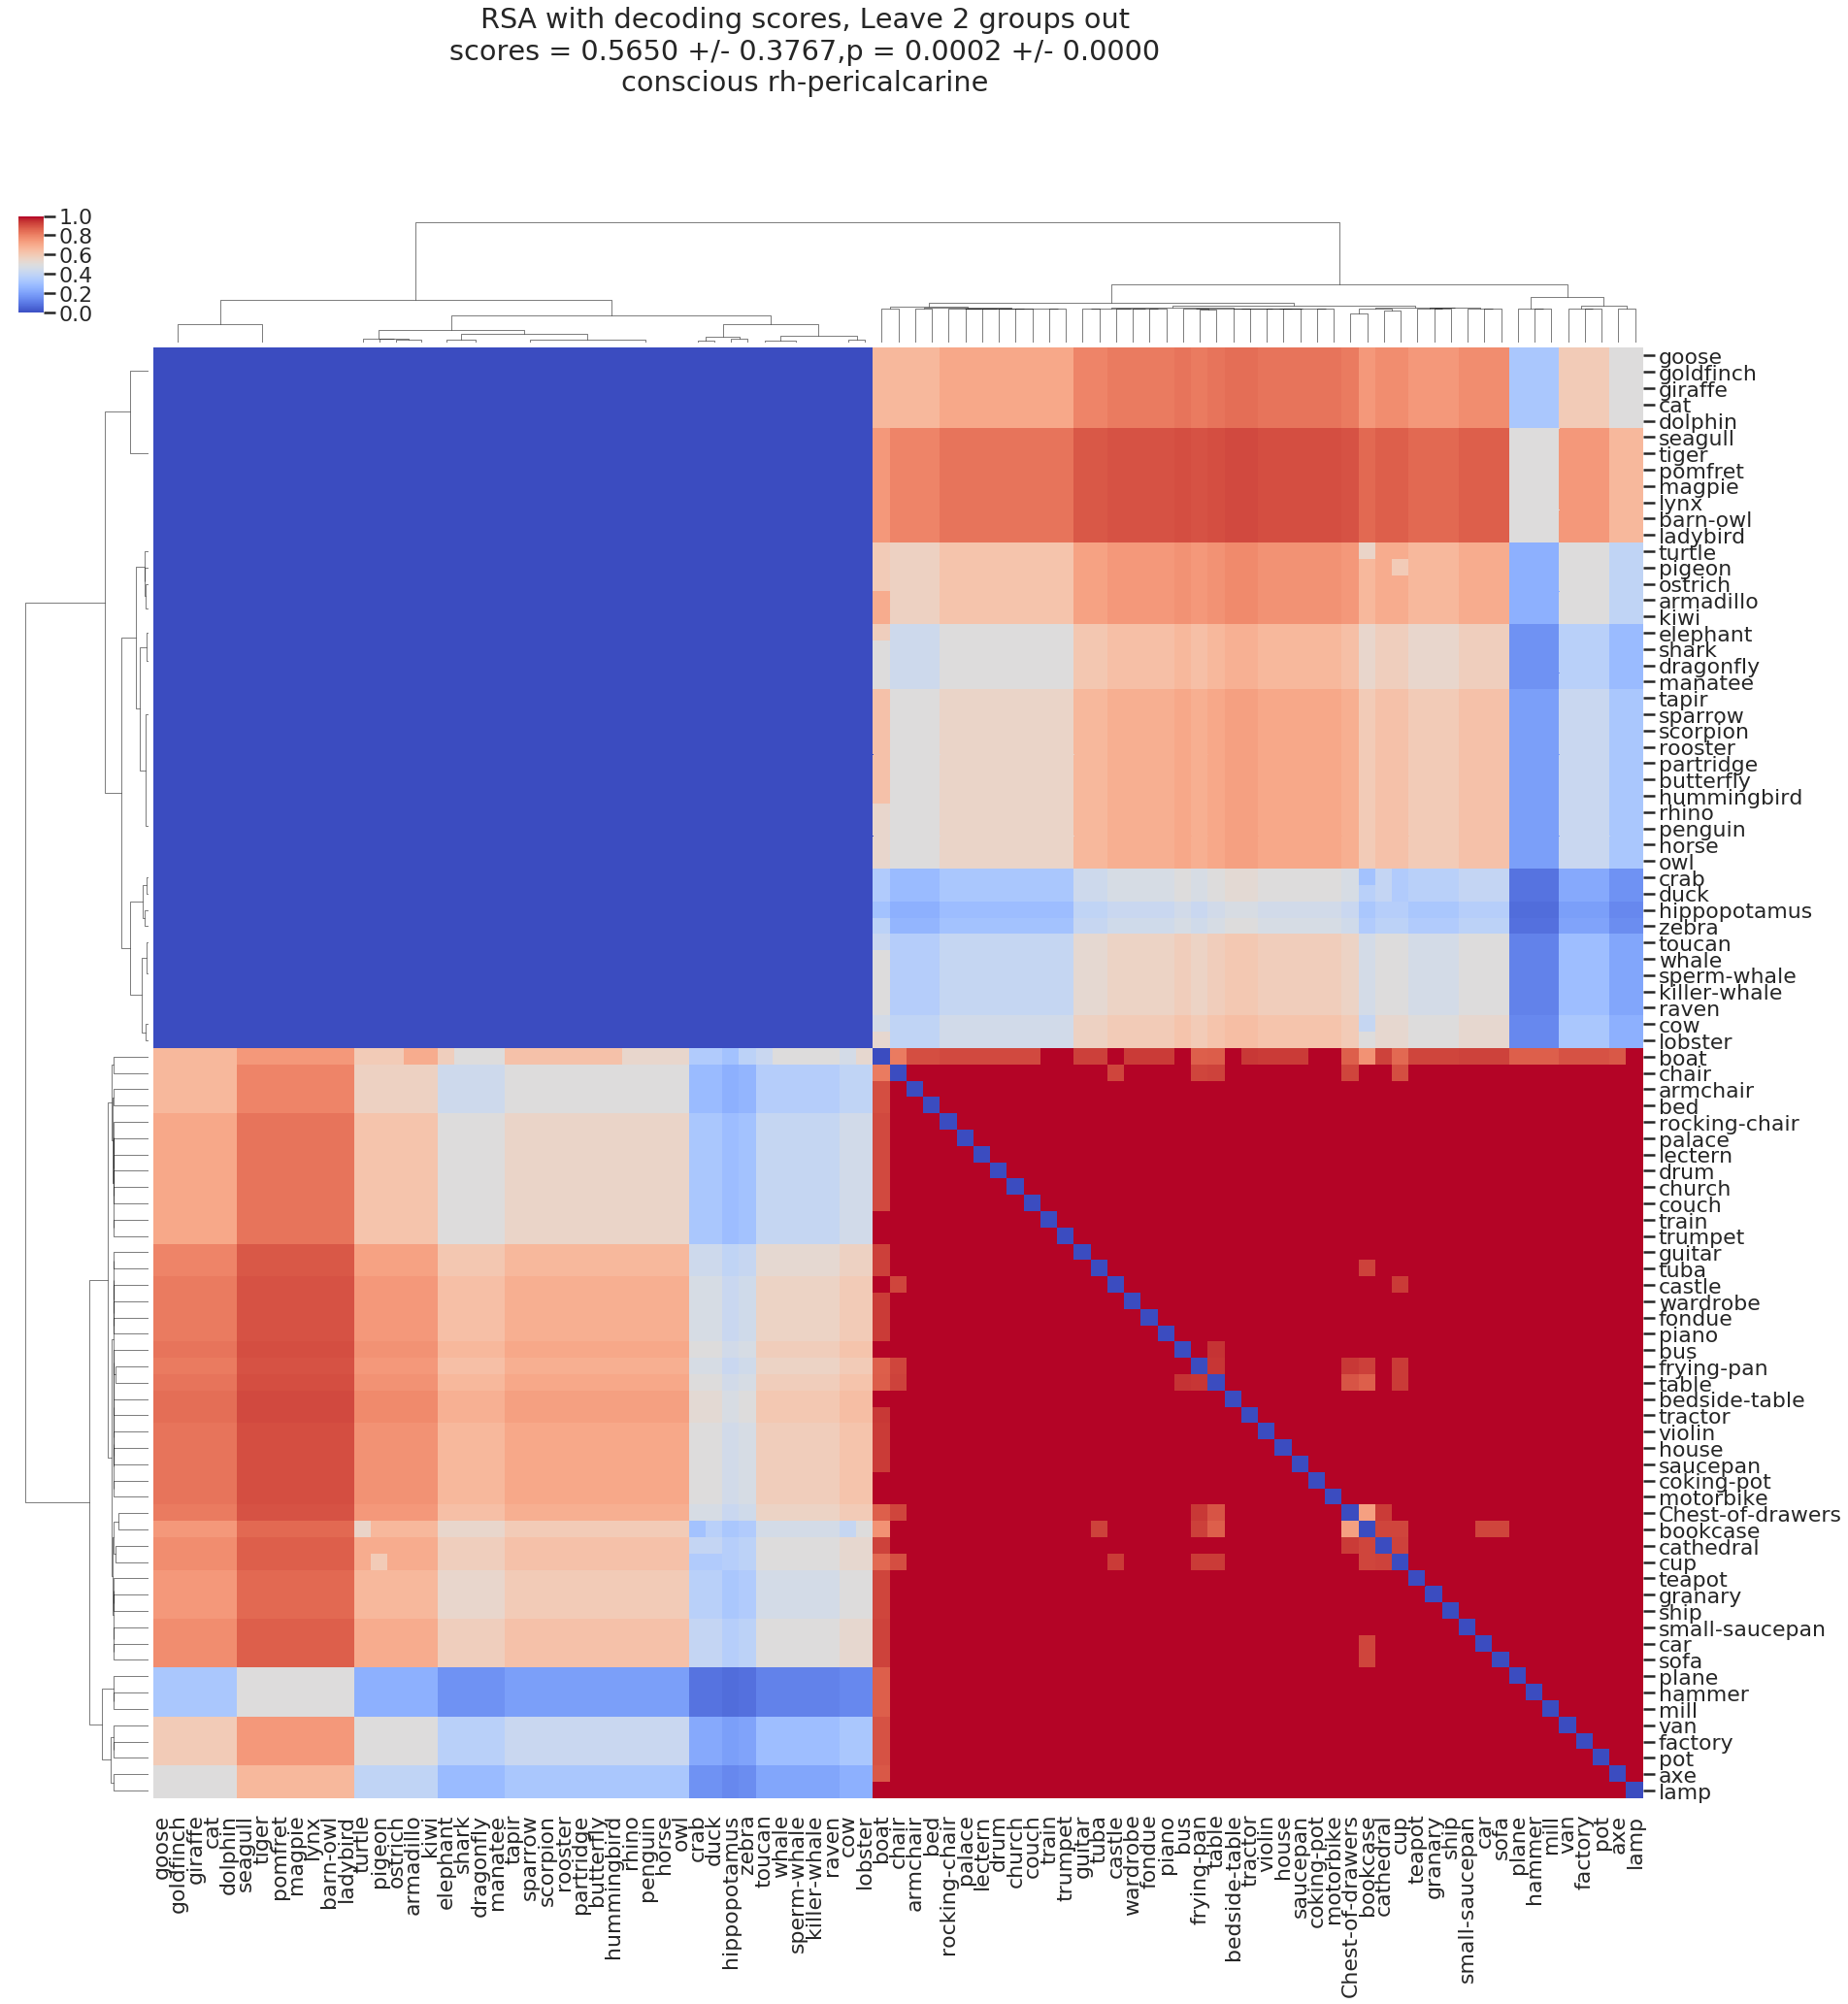 RSA with decoding scores, Leave 2 groups out
scores = 0.5650 +/- 0.3767,p = 0.0002 +/- 0.0000
conscious rh-pericalcarine
1.0
0.8
0.6
0.4
0.2
0.0
goose
goldfinch
giraffe
cat
dolphin
seagull
tiger
pomfret
magpie
lynx
barn-owl
ladybird
turtle
pigeon
ostrich
armadillo
kiwi
elephant
shark
dragonfly
manatee
tapir
sparrow
scorpion
rooster
partridge
butterfly
hummingbird
rhino
penguin
horse
owl
crab
duck
hippopotamus
zebra
toucan
whale
sperm-whale
killer-whale
raven
cow
lobster
boat
chair
armchair
bed
rocking-chair
palace
lectern
drum
church
couch
train
trumpet
guitar
tuba
castle
wardrobe
fondue
piano
bus
frying-pan
table
bedside-table
tractor
violin
house
saucepan
coking-pot
motorbike
Chest-of-drawers
bookcase
cathedral
cup
teapot
granary
ship
small-saucepan
car
sofa
plane
hammer
mill
van
factory
pot
axe
lamp
goose
goldfinch
giraffe
cat
dolphin
seagull
tiger
pomfret
magpie
lynx
barn-owl
ladybird
turtle
pigeon
ostrich
armadillo
kiwi
elephant
shark
dragonfly
manatee
tapir
sparrow
scorpion
rooster
partridge
butterfly
hummingbird
rhino
penguin
horse
owl
crab
duck
hippopotamus
zebra
toucan
whale
sperm-whale
killer-whale
raven
cow
lobster
boat
chair
armchair
bed
rocking-chair
palace
lectern
drum
church
couch
train
trumpet
guitar
tuba
castle
wardrobe
fondue
piano
bus
frying-pan
table
bedside-table
tractor
violin
house
saucepan
coking-pot
motorbike
Chest-of-drawers
bookcase
cathedral
cup
teapot
granary
ship
small-saucepan
car
sofa
plane
hammer
mill
van
factory
pot
axe
lamp